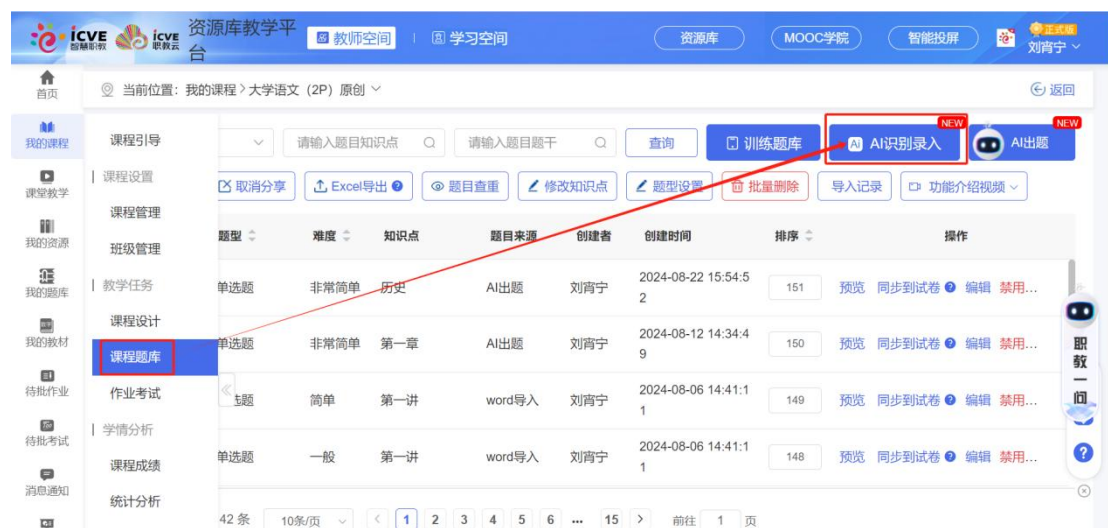 icve 智慧职教 icve 职教云 资源库教学平台 教师空间 学习空间 资源库 MOOC学院 智能投屏 正式版 刘宵宁
首页
当前位置：我的课程 > 大学语文（2P）原创 返回
我的课程
课堂教学
我的资源
我的题库
我的教材
待批作业
待批考试
消息通知
课程引导
课程设置
课程管理
班级管理
教学任务
课程设计
课程题库
作业考试
学情分析
课程成绩
统计分析
请输入题目知识点 请输入题目题干 查询 训练题库 AI AI识别录入 NEW AI出题 NEW
取消分享 Excel导出 题目查重 修改知识点 题型设置 批量删除 导入记录 功能介绍视频
题型 难度 知识点 题目来源 创建者 创建时间 排序 操作
单选题 非常简单 历史 AI出题 刘宵宁 2024-08-22 15:54:52 151 预览 同步到试卷 编辑 禁用...
单选题 非常简单 第一章 AI出题 刘宵宁 2024-08-12 14:34:49 150 预览 同步到试卷 编辑 禁用...
选题 简单 第一讲 word导入 刘宵宁 2024-08-06 14:41:11 149 预览 同步到试卷 编辑 禁用...
单选题 一般 第一讲 word导入 刘宵宁 2024-08-06 14:41:11 148 预览 同步到试卷 编辑 禁用...
42 条 10条/页 < 1 2 3 4 5 6 ... 15 > 前往 1 页
职教一问
?